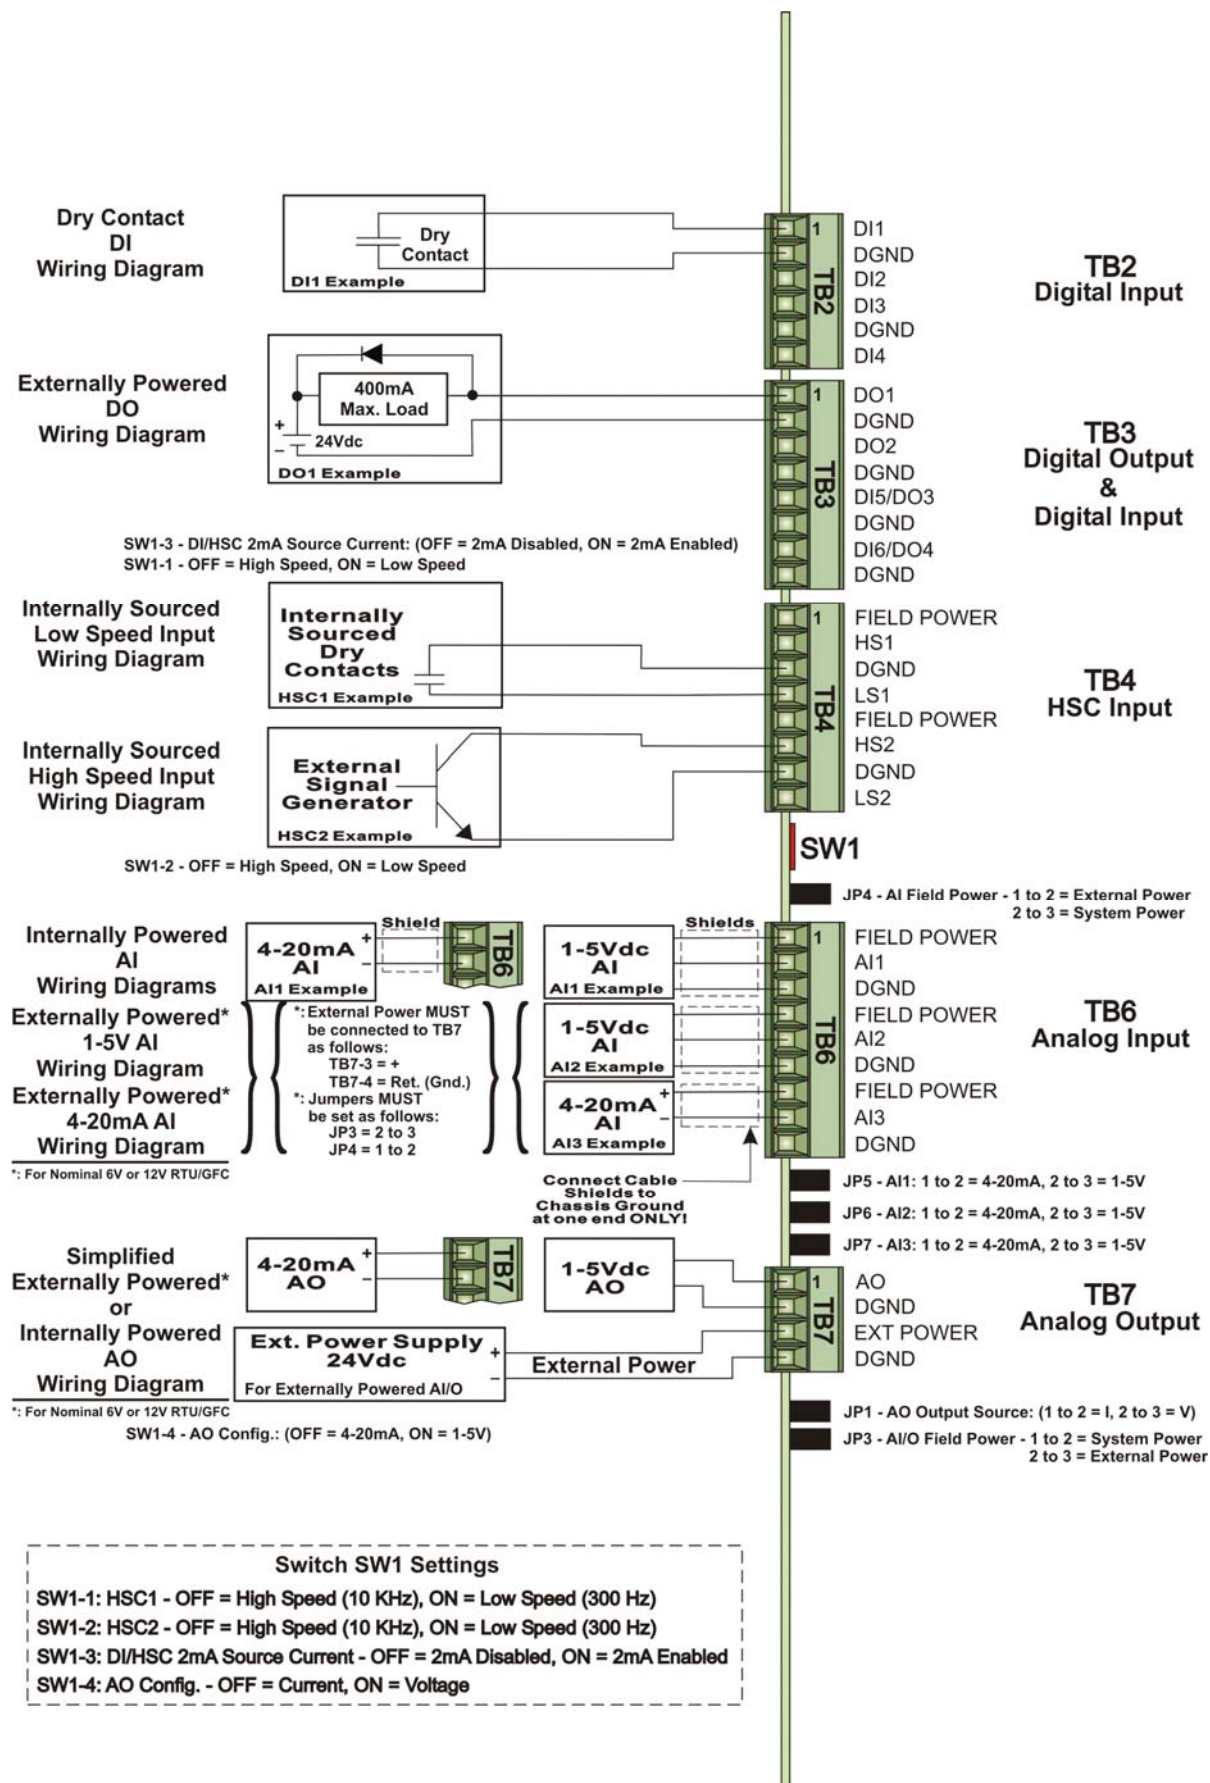 Dry Contact
DI
Wiring Diagram
Dry
Contact
DI1 Example
1
TB2
DI1
DGND
DI2
DI3
DGND
DI4
TB2
Digital Input
Externally Powered
DO
Wiring Diagram
400mA
Max. Load
+
24Vdc
–
DO1 Example
1
TB3
DO1
DGND
DO2
DGND
DI5/DO3
DGND
DI6/DO4
DGND
TB3
Digital Output
&
Digital Input
SW1-3 - DI/HSC 2mA Source Current: (OFF = 2mA Disabled, ON = 2mA Enabled)
SW1-1 - OFF = High Speed, ON = Low Speed
Internally Sourced
Low Speed Input
Wiring Diagram
Internally
Sourced
Dry
Contacts
HSC1 Example
1
TB4
FIELD POWER
HS1
DGND
LS1
FIELD POWER
HS2
DGND
LS2
TB4
HSC Input
Internally Sourced
High Speed Input
Wiring Diagram
External
Signal
Generator
HSC2 Example
SW1-2 - OFF = High Speed, ON = Low Speed
SW1
JP4 - AI Field Power - 1 to 2 = External Power
2 to 3 = System Power
Internally Powered
AI
Wiring Diagrams
4-20mA
AI
+
–
AI1 Example
Shield
TB6
1-5Vdc
AI
AI1 Example
Shields
1
TB6
FIELD POWER
AI1
DGND
FIELD POWER
AI2
DGND
FIELD POWER
AI3
DGND
TB6
Analog Input
Externally Powered*
1-5V AI
Wiring Diagram
Externally Powered*
4-20mA AI
Wiring Diagram
*: For Nominal 6V or 12V RTU/GFC
*: External Power MUST
be connected to TB7
as follows:
TB7-3 = +
TB7-4 = Ret. (Gnd.)
*: Jumpers MUST
be set as follows:
JP3 = 2 to 3
JP4 = 1 to 2
1-5Vdc
AI
AI2 Example
4-20mA
AI
+
–
AI3 Example
Connect Cable
Shields to
Chassis Ground
at one end ONLY!
JP5 - AI1: 1 to 2 = 4-20mA, 2 to 3 = 1-5V
JP6 - AI2: 1 to 2 = 4-20mA, 2 to 3 = 1-5V
JP7 - AI3: 1 to 2 = 4-20mA, 2 to 3 = 1-5V
Simplified
Externally Powered*
or
Internally Powered
AO
Wiring Diagram
*: For Nominal 6V or 12V RTU/GFC
4-20mA
AO
+
–
TB7
1-5Vdc
AO
1
TB7
AO
DGND
EXT POWER
DGND
TB7
Analog Output
Ext. Power Supply
24Vdc
+
–
For Externally Powered AI/O
External Power
SW1-4 - AO Config.: (OFF = 4-20mA, ON = 1-5V)
JP1 - AO Output Source: (1 to 2 = I, 2 to 3 = V)
JP3 - AI/O Field Power - 1 to 2 = System Power
2 to 3 = External Power
Switch SW1 Settings
SW1-1: HSC1 - OFF = High Speed (10 KHz), ON = Low Speed (300 Hz)
SW1-2: HSC2 - OFF = High Speed (10 KHz), ON = Low Speed (300 Hz)
SW1-3: DI/HSC 2mA Source Current - OFF = 2mA Disabled, ON = 2mA Enabled
SW1-4: AO Config. - OFF = Current, ON = Voltage